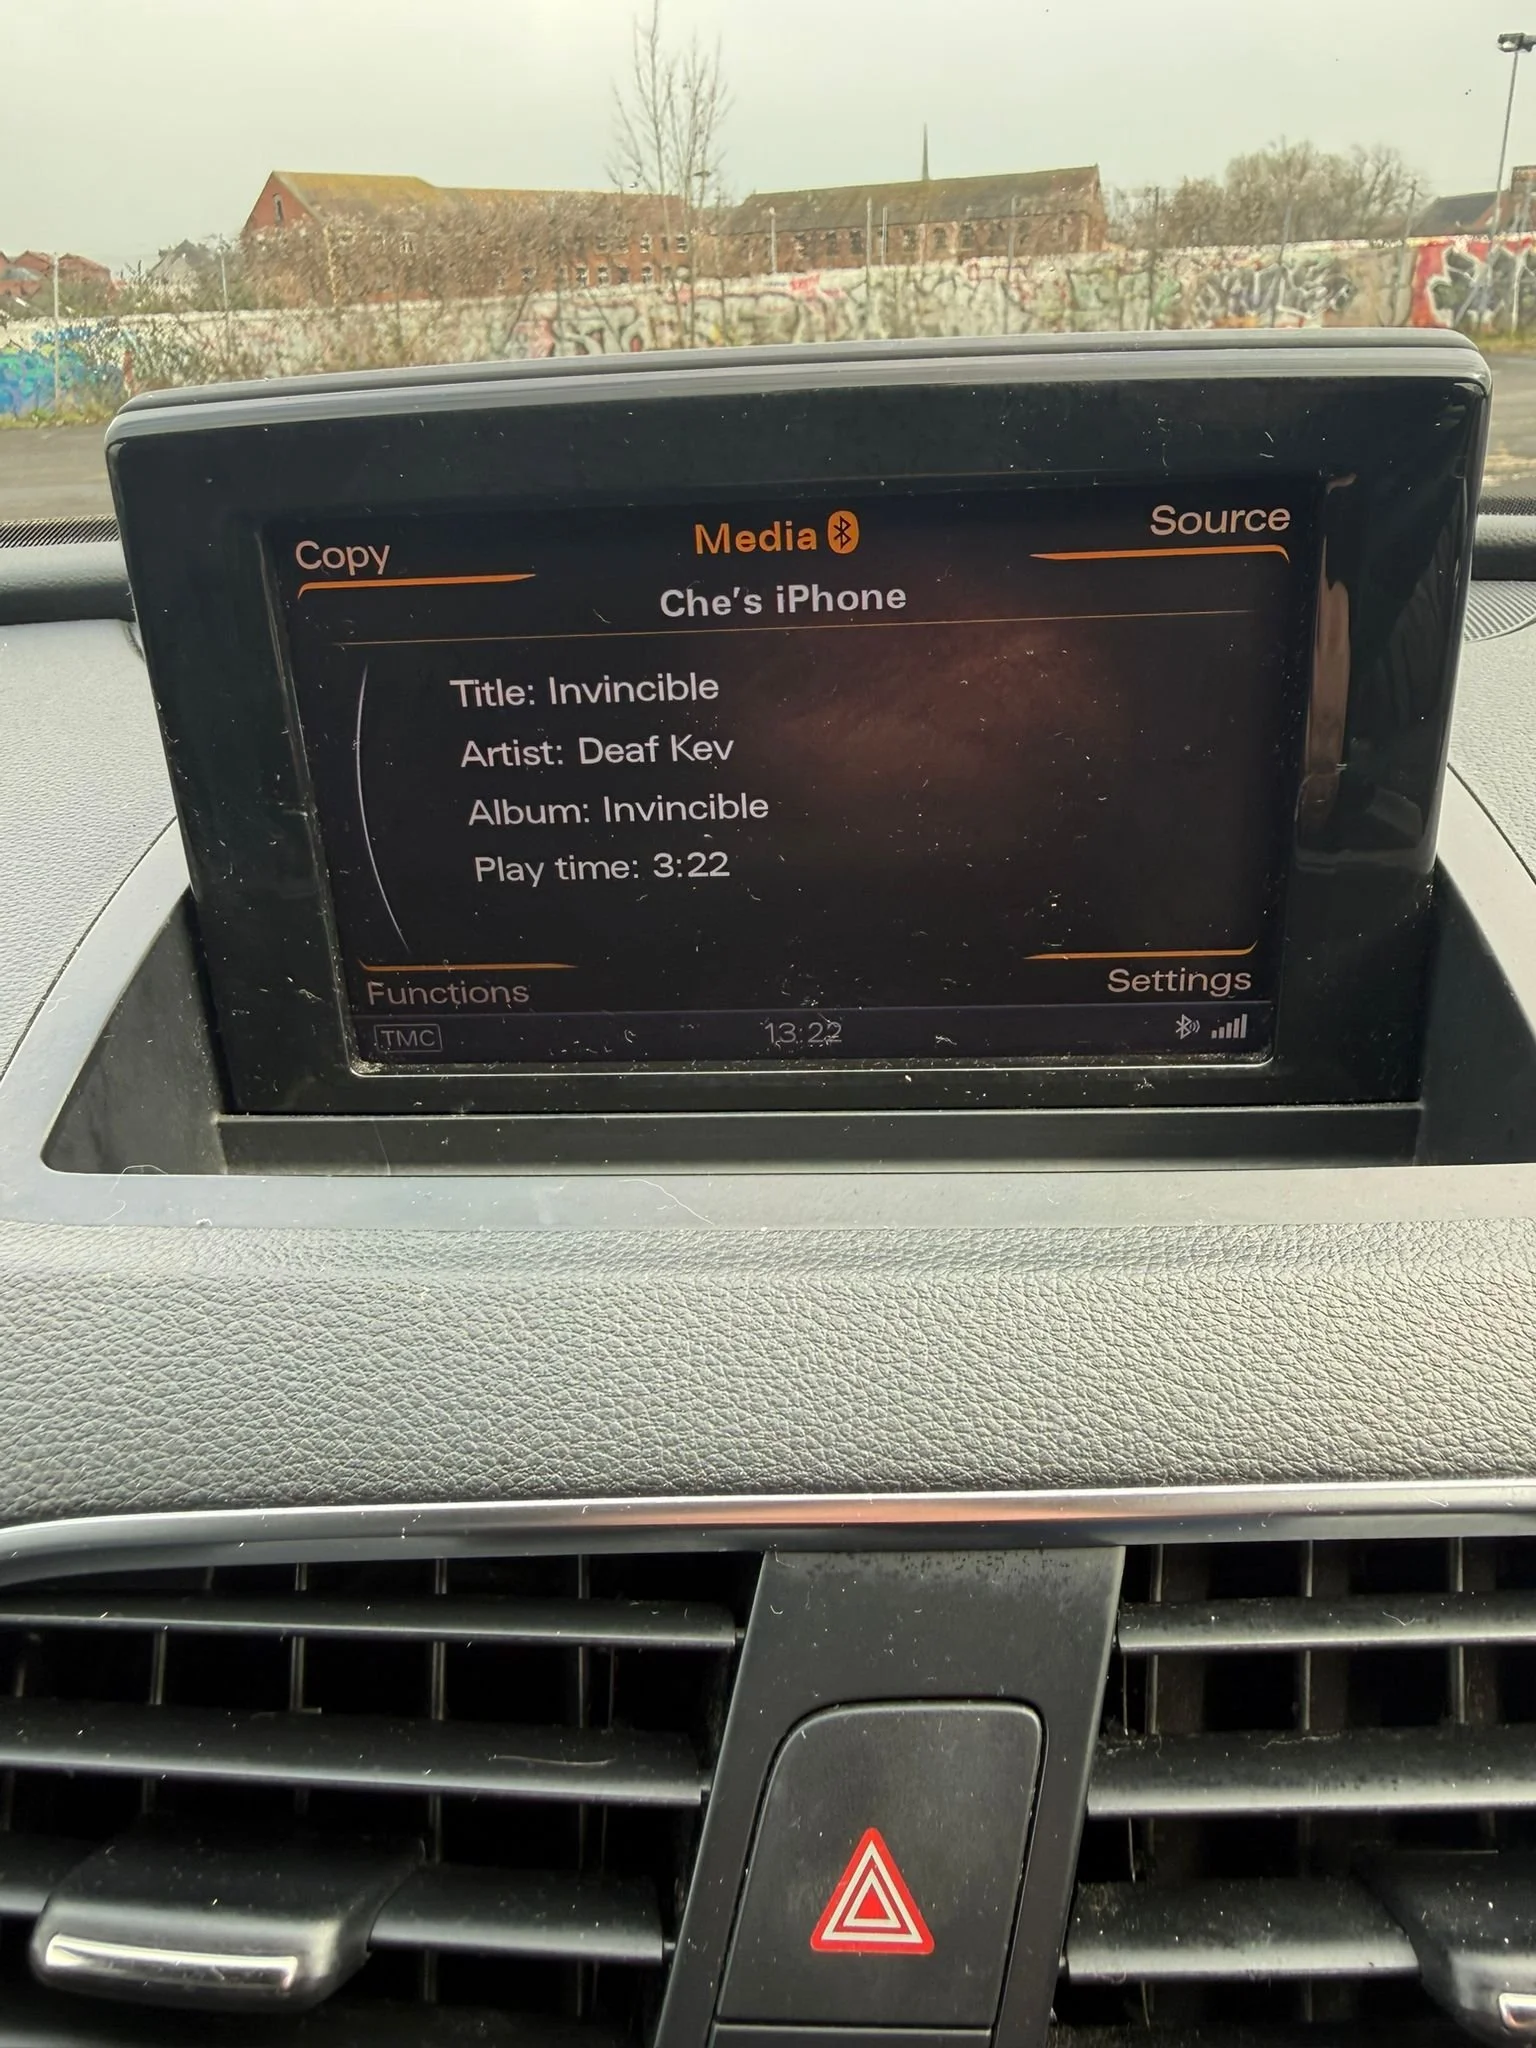 Copy
Media
Source
Che's iPhone
Title: Invincible
Artist: Deaf Kev
Album: Invincible
Play time: 3:22
Functions
Settings
TMC
13:22